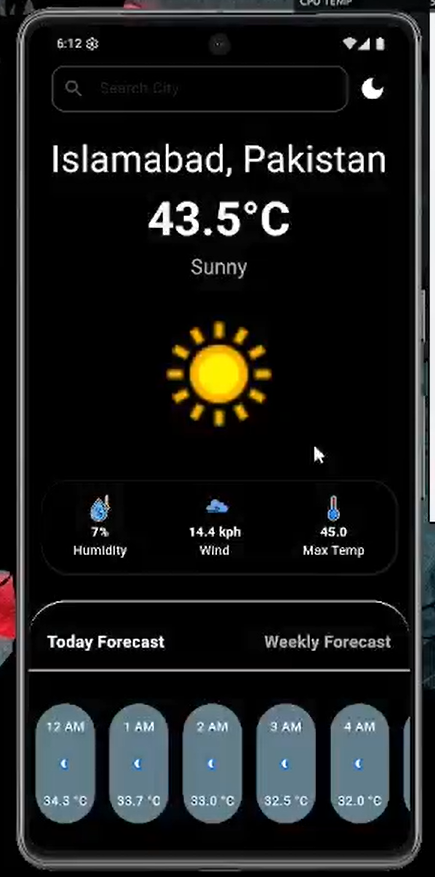 CPU TEMP
6:12
Search City
Islamabad, Pakistan
43.5°C
Sunny
7% 14.4 kph 45.0
Humidity Wind Max Temp
Today Forecast Weekly Forecast
12 AM 1 AM 2 AM 3 AM 4 AM
34.3 °C 33.7 °C 33.0 °C 32.5 °C 32.0 °C